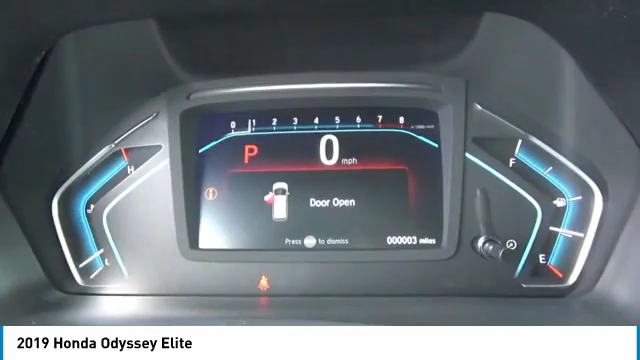 0 1 2 3 4 5 6 7 8
P 0 mph
H F
Door Open
C E
Press to dismiss 000003 miles
2019 Honda Odyssey Elite